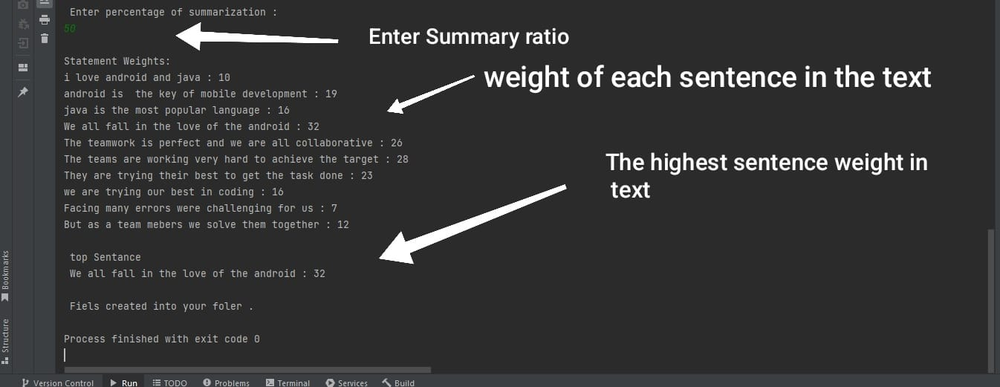 Enter percentage of summarization :
50
Enter Summary ratio
Statement Weights:
i love android and java : 10
weight of each sentence in the text
android is  the key of mobile development : 19
java is the most popular language : 16
We all fall in the love of the android : 32
The teamwork is perfect and we are all collaborative : 26
The teams are working very hard to achieve the target : 28
The highest sentence weight in
text
They are trying their best to get the task done : 23
we are trying our best in coding : 16
Facing many errors were challenging for us : 7
But as a team mebers we solve them together : 12
top Sentance
We all fall in the love of the android : 32
Fiels created into your foler .
Process finished with exit code 0
Bookmarks
Structure
Version Control Run TODO Problems Terminal Services Build